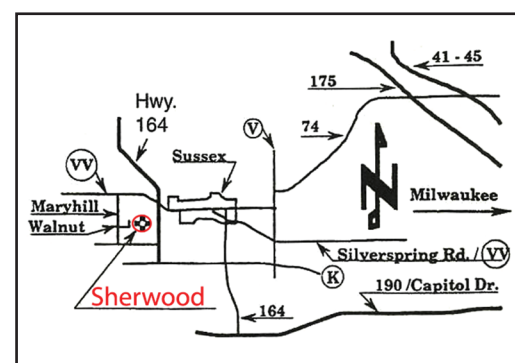 41 - 45
175
Hwy.
164
V
74
Sussex
VV
N
Maryhill
Milwaukee
Walnut
Silverspring Rd. / VV
K
Sherwood
190 /Capitol Dr.
164